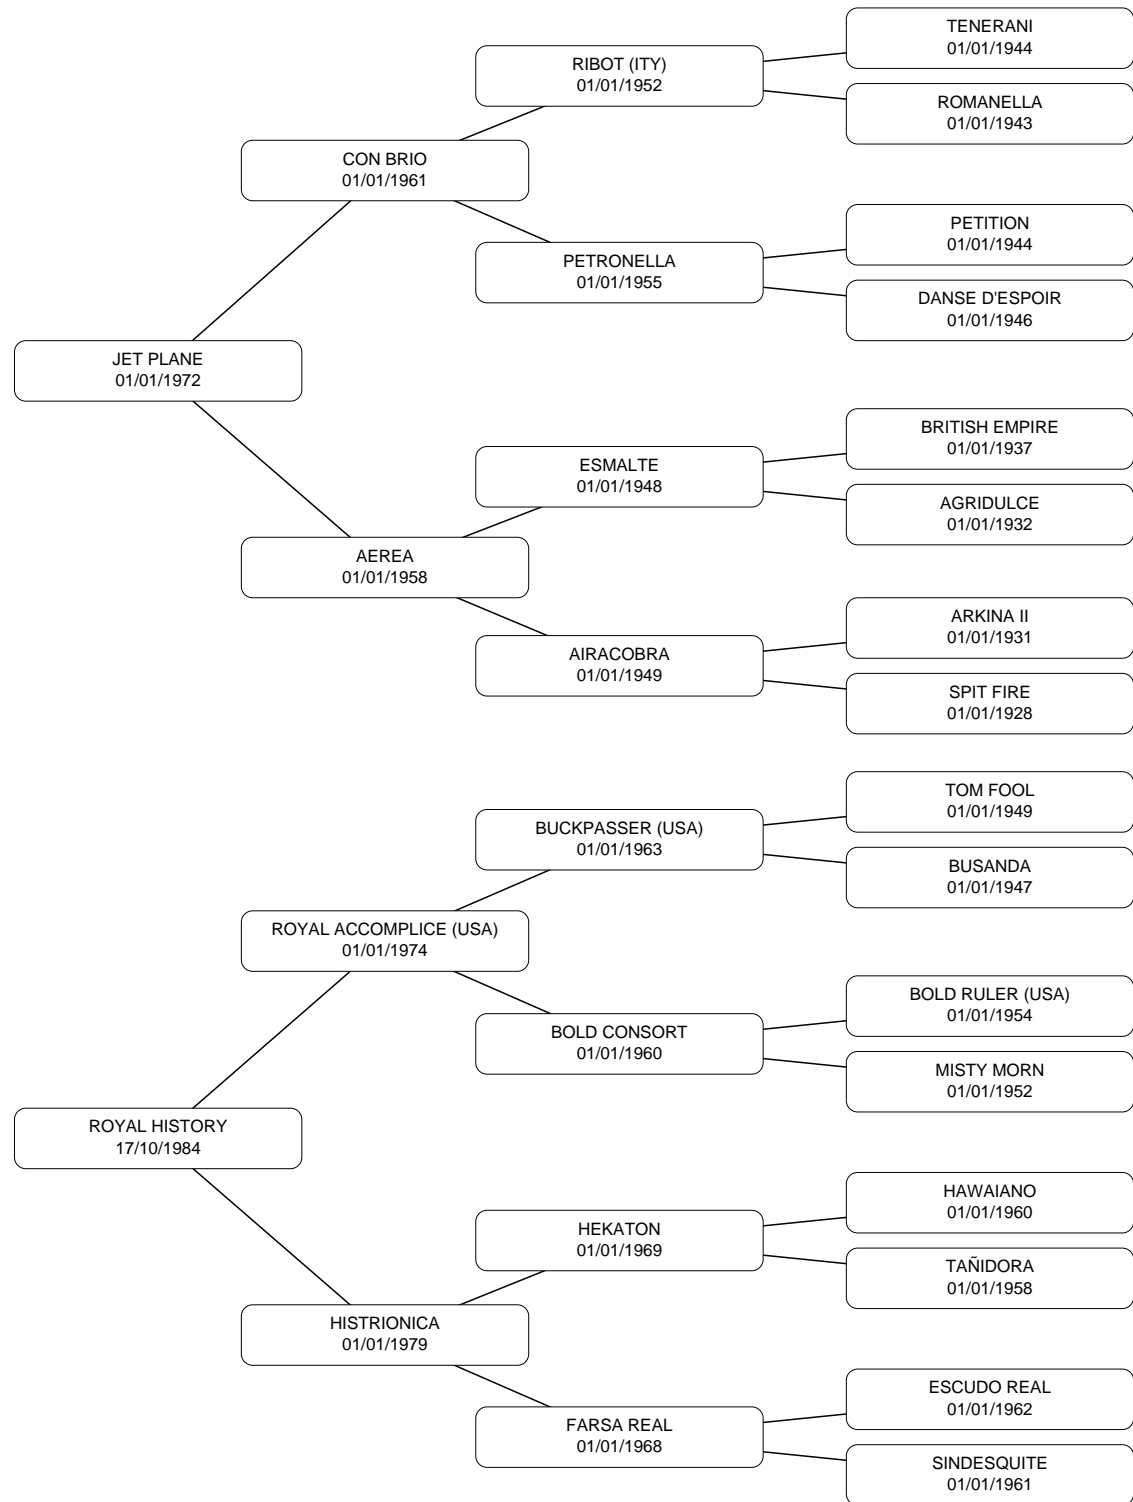 TENERANI
01/01/1944
RIBOT (ITY)
01/01/1952
ROMANELLA
01/01/1943
CON BRIO
01/01/1961
PETITION
01/01/1944
PETRONELLA
01/01/1955
DANSE D'ESPOIR
01/01/1946
JET PLANE
01/01/1972
BRITISH EMPIRE
01/01/1937
ESMALTE
01/01/1948
AGRIDULCE
01/01/1932
AEREA
01/01/1958
ARKINA II
01/01/1931
AIRACOBRA
01/01/1949
SPIT FIRE
01/01/1928
TOM FOOL
01/01/1949
BUCKPASSER (USA)
01/01/1963
BUSANDA
01/01/1947
ROYAL ACCOMPLICE (USA)
01/01/1974
BOLD RULER (USA)
01/01/1954
BOLD CONSORT
01/01/1960
MISTY MORN
01/01/1952
ROYAL HISTORY
17/10/1984
HAWAIANO
01/01/1960
HEKATON
01/01/1969
TAÑIDORA
01/01/1958
HISTRIONICA
01/01/1979
ESCUDO REAL
01/01/1962
FARSA REAL
01/01/1968
SINDESQUITE
01/01/1961